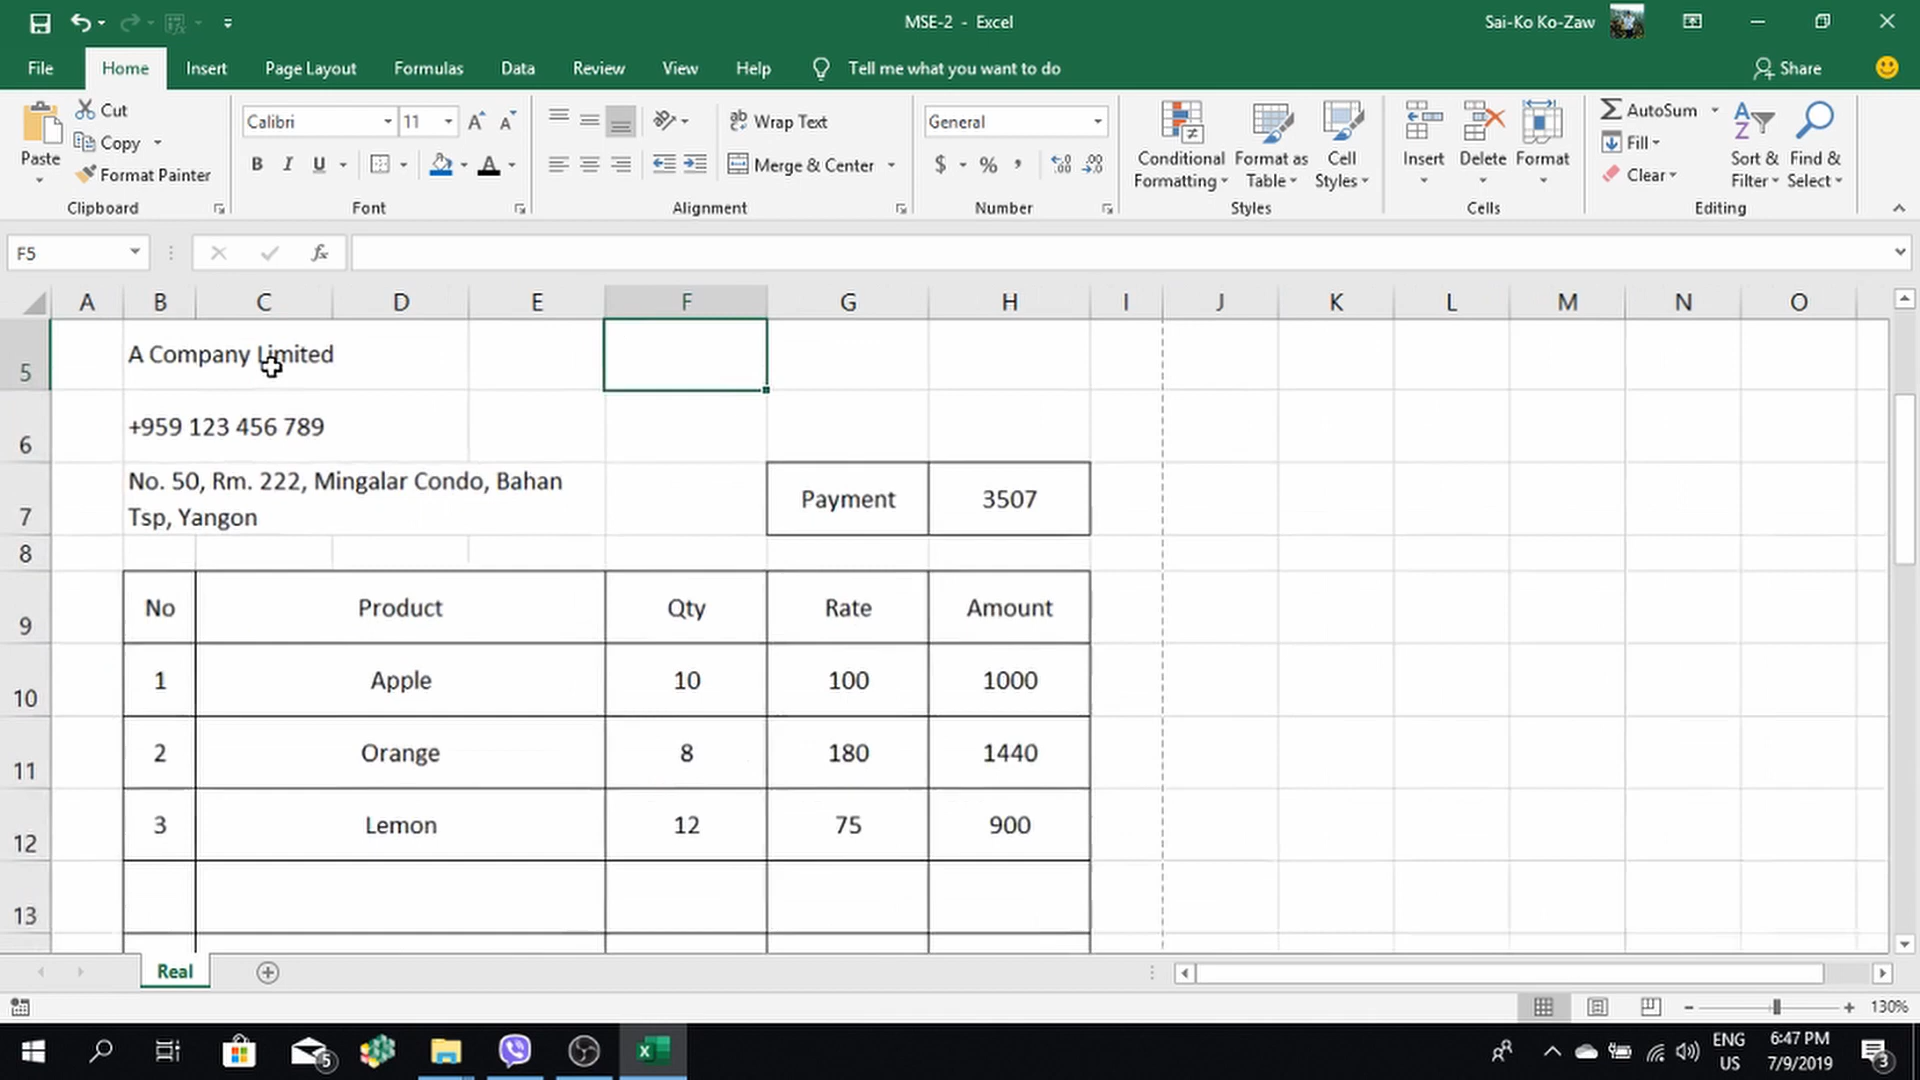 MSE-2 - Excel
Sai-Ko Ko-Zaw
File Home Insert Page Layout Formulas Data Review View Help Tell me what you want to do Share
Paste
Cut
Copy
Format Painter
Clipboard
Calibri 11
B I U A
Font
Wrap Text
Merge & Center
Alignment
General
$ % ,
Number
Conditional Formatting
Format as Table
Cell Styles
Styles
Insert Delete Format
Cells
AutoSum
Fill
Clear
Sort & Filter
Find & Select
Editing
F5 fx
A B C D E F G H I J K L M N O
5 A Company Limited
6 +959 123 456 789
7 No. 50, Rm. 222, Mingalar Condo, Bahan
Tsp, Yangon
Payment 3507
8
9 No Product Qty Rate Amount
10 1 Apple 10 100 1000
11 2 Orange 8 180 1440
12 3 Lemon 12 75 900
13
Real
130%
5
ENG
US
6:47 PM
7/9/2019
3